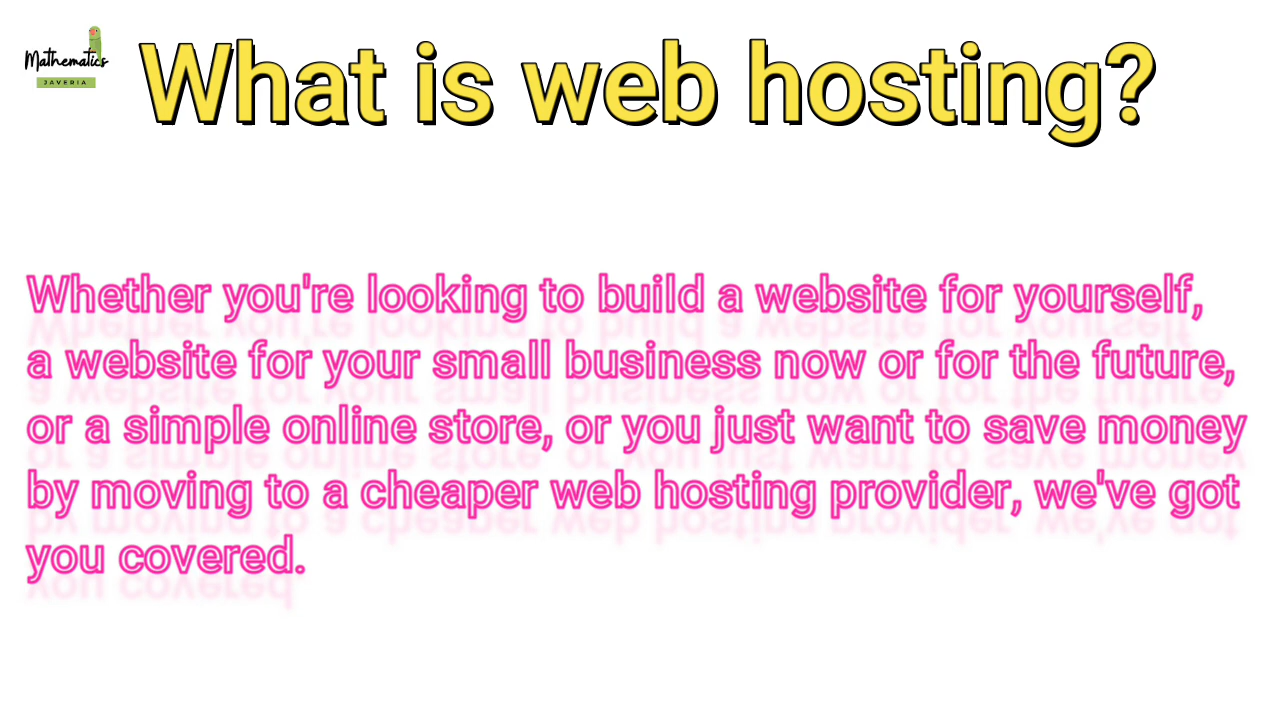 Mathematics
JAVERIA
What is web hosting?
Whether you're looking to build a website for yourself,
a website for your small business now or for the future,
or a simple online store, or you just want to save money
by moving to a cheaper web hosting provider, we've got
you covered.